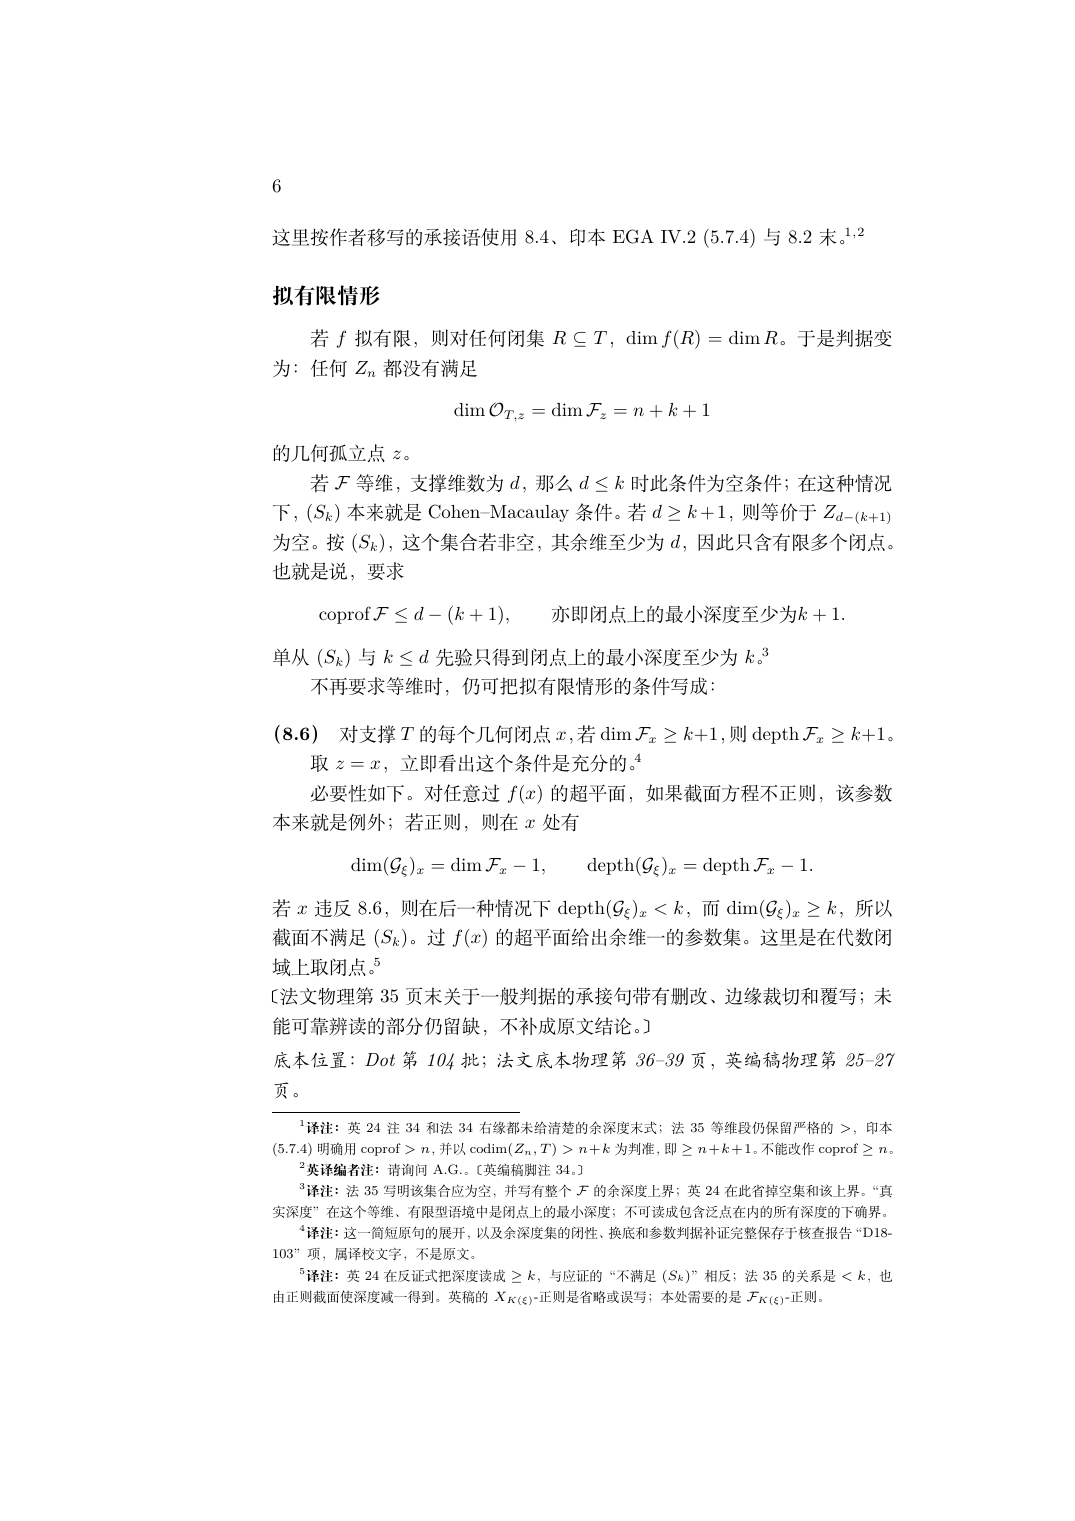 6
这里按作者移写的承接语使用 8.4、印本 EGA IV.2 (5.7.4) 与 8.2 末。1,2
拟有限情形
若 f 拟有限，则对任何闭集 R ⊆ T，dim f(R) = dim R。于是判据变
为：任何 Zₙ 都没有满足
dim 𝒪_{T,z} = dim ℱ_z = n + k + 1
的几何孤立点 z。
若 ℱ 等维，支撑维数为 d，那么 d ≤ k 时此条件为空条件；在这种情况
下，(S_k) 本来就是 Cohen–Macaulay 条件。若 d ≥ k+1，则等价于 Z_{d−(k+1)}
为空。按 (S_k)，这个集合若非空，其余维至少为 d，因此只含有限多个闭点。
也就是说，要求
coprof ℱ ≤ d − (k + 1), 亦即闭点上的最小深度至少为k + 1.
单从 (S_k) 与 k ≤ d 先验只得到闭点上的最小深度至少为 k。3
不再要求等维时，仍可把拟有限情形的条件写成：
(8.6) 对支撑 T 的每个几何闭点 x，若 dim ℱ_x ≥ k+1，则 depth ℱ_x ≥ k+1。
取 z = x，立即看出这个条件是充分的。4
必要性如下。对任意过 f(x) 的超平面，如果截面方程不正则，该参数
本来就是例外；若正则，则在 x 处有
dim(𝒢_ξ)_x = dim ℱ_x − 1, depth(𝒢_ξ)_x = depth ℱ_x − 1.
若 x 违反 8.6，则在后一种情况下 depth(𝒢_ξ)_x < k，而 dim(𝒢_ξ)_x ≥ k，所以
截面不满足 (S_k)。过 f(x) 的超平面给出余维一的参数集。这里是在代数闭
域上取闭点。5
〔法文物理第 35 页末关于一般判据的承接句带有删改、边缘裁切和覆写；未
能可靠辨读的部分仍留缺，不补成原文结论。〕
底本位置：Dot 第 104 批；法文底本物理第 36–39 页，英编稿物理第 25–27
页。
1译注：英 24 注 34 和法 34 右缘都未给清楚的余深度末式；法 35 等维段仍保留严格的 >，印本
(5.7.4) 明确用 coprof > n，并以 codim(Zₙ, T) > n+k 为判准，即 ≥ n+k+1。不能改作 coprof ≥ n。
2英译编者注：请询问 A.G.。〔英编稿脚注 34。〕
3译注：法 35 写明该集合应为空，并写有整个 ℱ 的余深度上界；英 24 在此省掉空集和该上界。“真
实深度”在这个等维、有限型语境中是闭点上的最小深度；不可读成包含泛点在内的所有深度的下确界。
4译注：这一简短原句的展开，以及余深度集的闭性、换底和参数判据补证完整保存于核查报告 “D18-
103” 项，属译校文字，不是原文。
5译注：英 24 在反证式把深度读成 ≥ k，与应证的 “不满足 (S_k)” 相反；法 35 的关系是 < k，也
由正则截面使深度减一得到。英稿的 X_{K(ξ)}-正则是省略或误写；本处需要的是 ℱ_{K(ξ)}-正则。